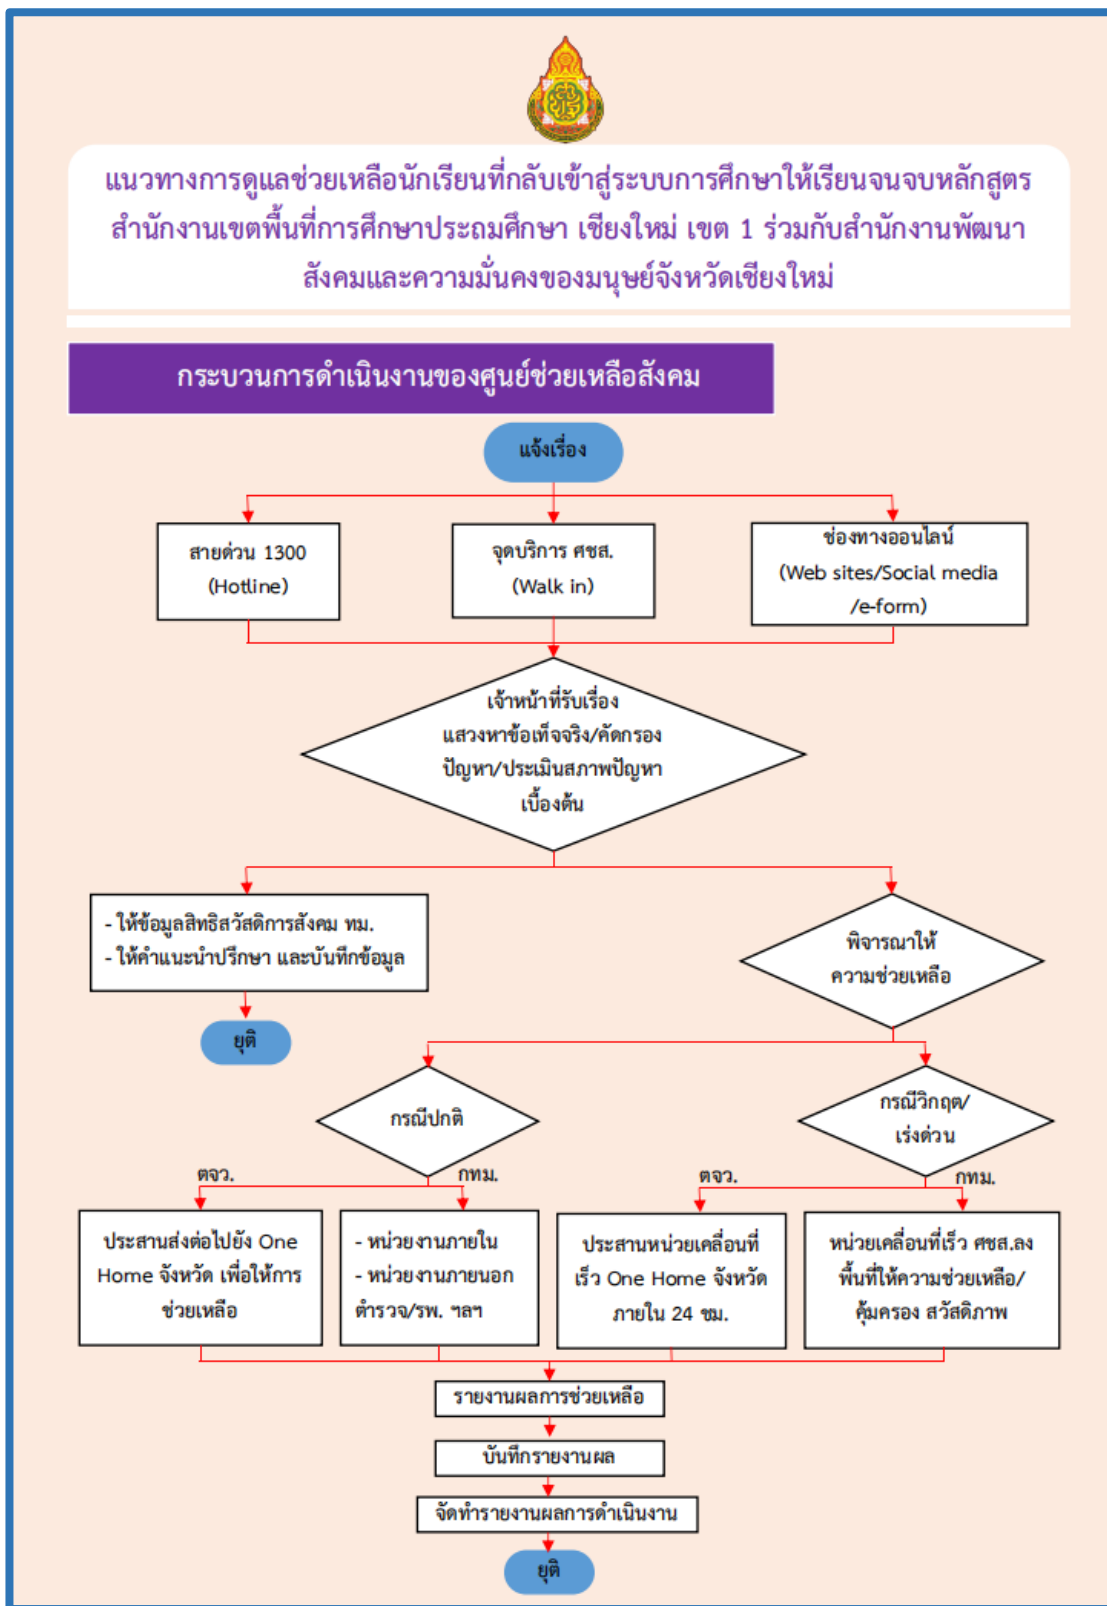 แนวทางการดูแลช่วยเหลือนักเรียนที่กลับเข้าสู่ระบบการศึกษาให้เรียนจนจบหลักสูตร
สำนักงานเขตพื้นที่การศึกษาประถมศึกษา เชียงใหม่ เขต 1 ร่วมกับสำนักงานพัฒนา
สังคมและความมั่นคงของมนุษย์จังหวัดเชียงใหม่
กระบวนการดำเนินงานของศูนย์ช่วยเหลือสังคม
แจ้งเรื่อง
สายด่วน 1300
(Hotline)
จุดบริการ ศชส.
(Walk in)
ช่องทางออนไลน์
(Web sites/Social media
/e-form)
เจ้าหน้าที่รับเรื่อง
แสวงหาข้อเท็จจริง/คัดกรอง
ปัญหา/ประเมินสภาพปัญหา
เบื้องต้น
- ให้ข้อมูลสิทธิสวัสดิการสังคม ทม.
- ให้คำแนะนำปรึกษา และบันทึกข้อมูล
พิจารณาให้
ความช่วยเหลือ
ยุติ
กรณีปกติ
กรณีวิกฤต/
เร่งด่วน
ตจว.
กทม.
ตจว.
กทม.
ประสานส่งต่อไปยัง One
Home จังหวัด เพื่อให้การ
ช่วยเหลือ
- หน่วยงานภายใน
- หน่วยงานภายนอก
ตำรวจ/รพ. ฯลฯ
ประสานหน่วยเคลื่อนที่
เร็ว One Home จังหวัด
ภายใน 24 ชม.
หน่วยเคลื่อนที่เร็ว ศชส.ลง
พื้นที่ให้ความช่วยเหลือ/
คุ้มครอง สวัสดิภาพ
รายงานผลการช่วยเหลือ
บันทึกรายงานผล
จัดทำรายงานผลการดำเนินงาน
ยุติ